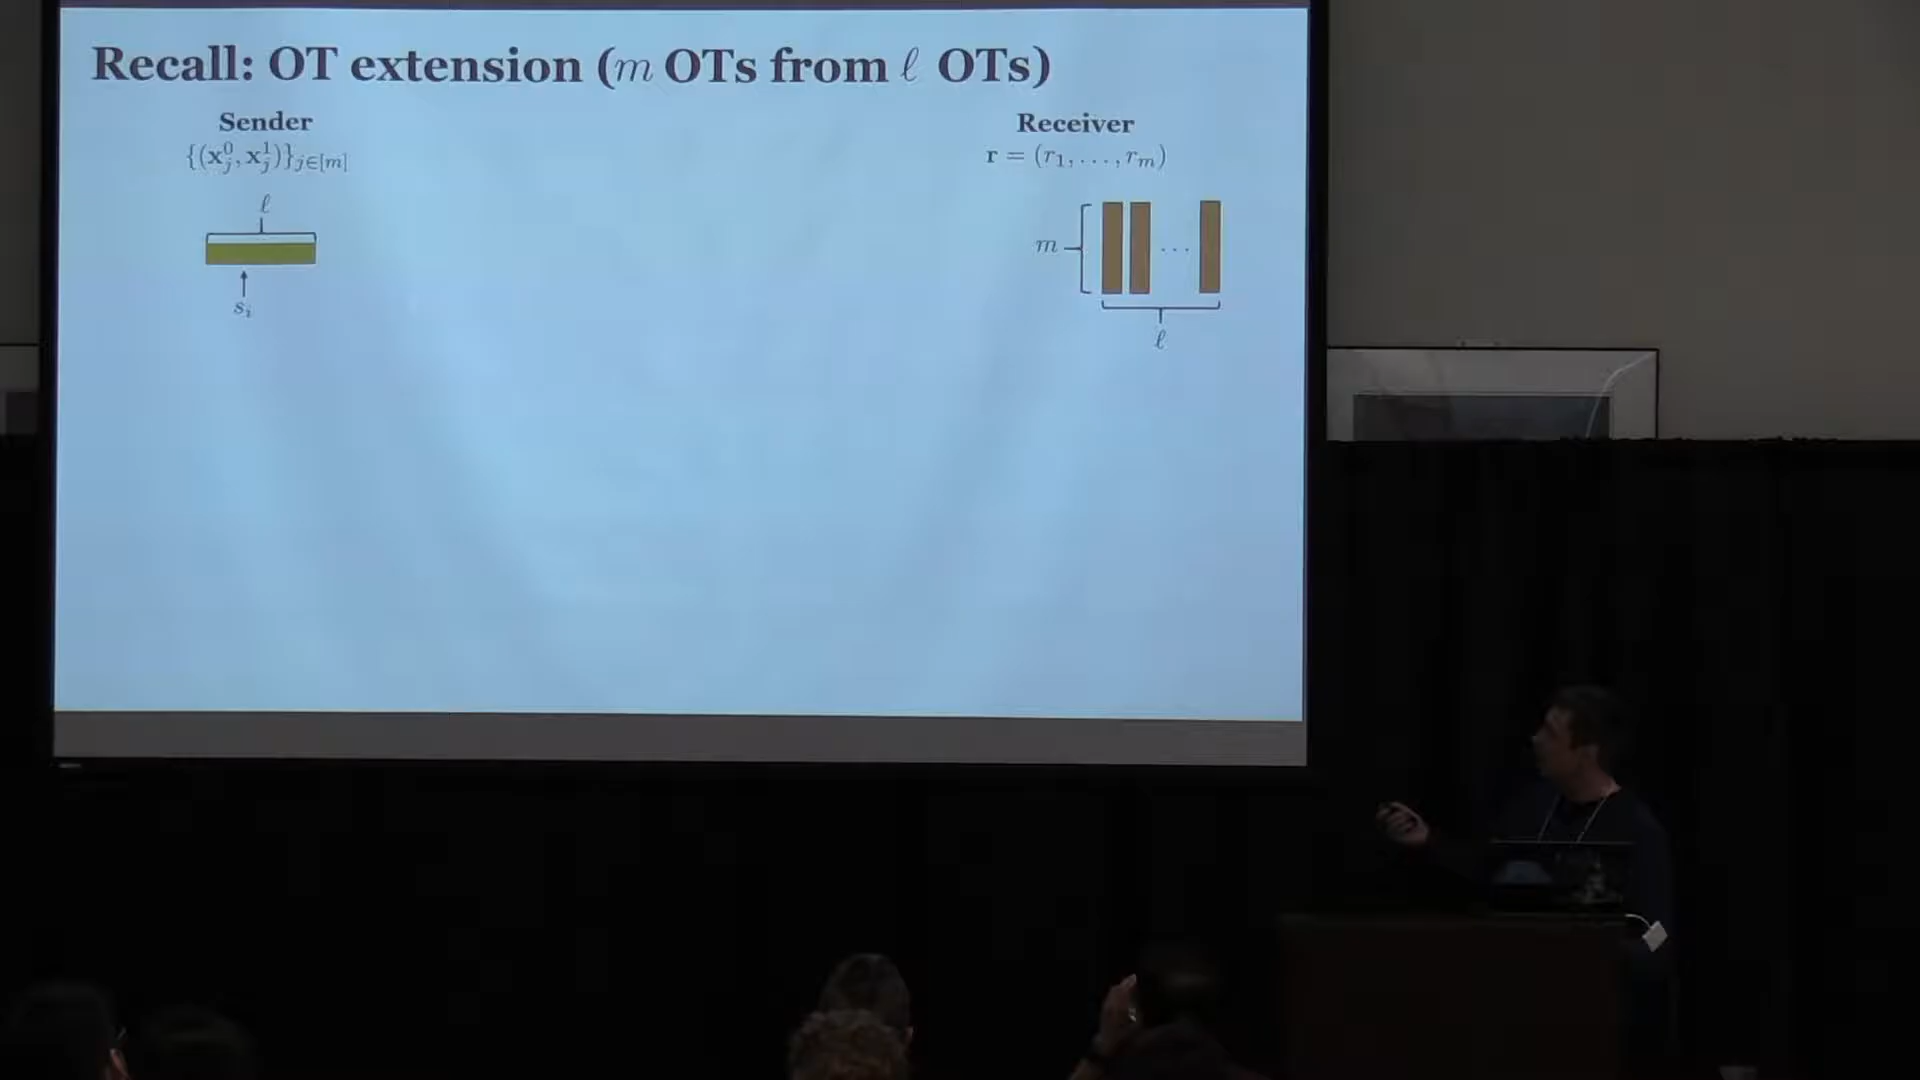 Recall: OT extension (m OTs from ℓ OTs)
Sender
Receiver
{(x_j^0, x_j^1)}_{j∈[m]}
r = (r_1, . . . , r_m)
ℓ
m
. . .
s_i
ℓ